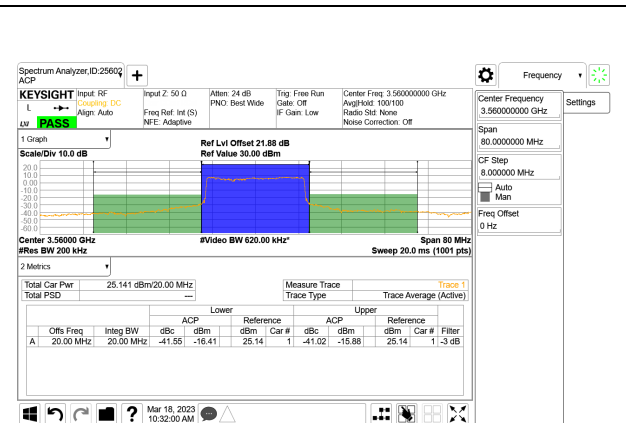 Spectrum Analyzer,ID:25602
ACP
Frequency
KEYSIGHT Input: RF Input Z: 50 Ω Atten: 24 dB Trig: Free Run Center Freq: 3.560000000 GHz
L Coupling: DC PNO: Best Wide Gate: Off Avg|Hold: 100/100
Align: Auto Freq Ref: Int (S) IF Gain: Low Radio Std: None
PASS NFE: Adaptive Noise Correction: Off
Center Frequency
3.560000000 GHz
Settings
Span
80.0000000 MHz
CF Step
8.000000 MHz
Auto
Man
Freq Offset
0 Hz
1 Graph
Ref Lvl Offset 21.88 dB
Scale/Div 10.0 dB Ref Value 30.00 dBm
20.0
10.0
0.00
-10.0
-20.0
-30.0
-40.0
-50.0
-60.0
Center 3.56000 GHz #Video BW 620.00 kHz* Span 80 MHz
#Res BW 200 kHz Sweep 20.0 ms (1001 pts)
2 Metrics
Total Car Pwr 25.141 dBm/20.00 MHz Measure Trace Trace 1
Total PSD --- Trace Type Trace Average (Active)
Lower Upper
ACP Reference ACP Reference
Offs Freq Integ BW dBc dBm dBm Car # dBc dBm dBm Car # Filter
A 20.00 MHz 20.00 MHz -41.55 -16.41 25.14 1 -41.02 -15.88 25.14 1 -3 dB
Mar 18, 2023
10:32:00 AM